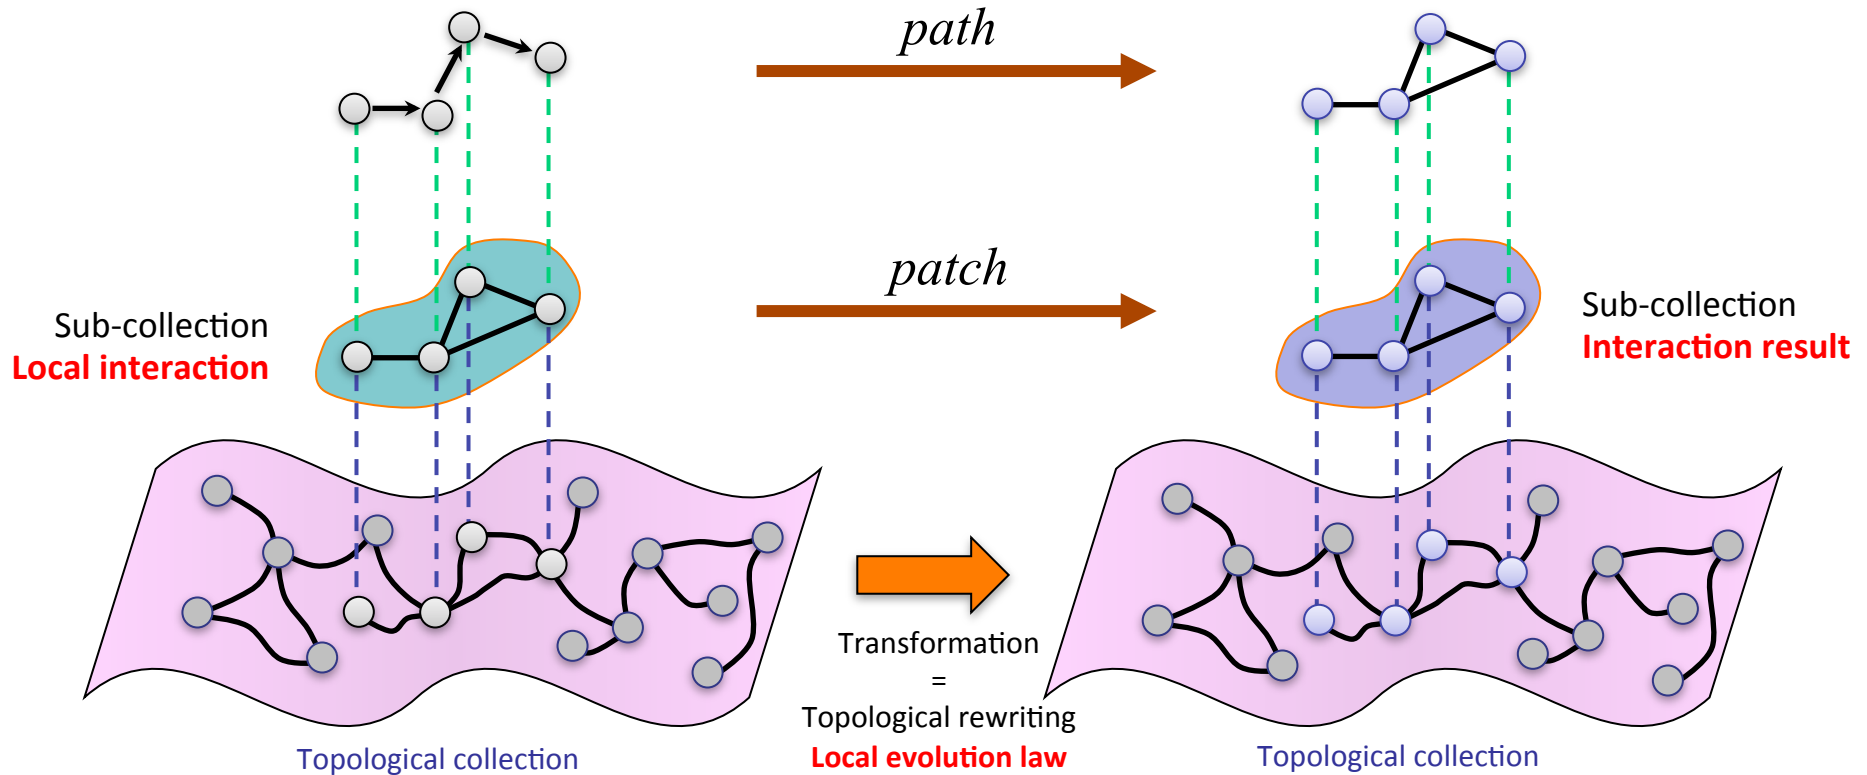 path
patch
Sub-collection
Local interaction
Sub-collection
Interaction result
Transformation
=
Topological rewriting
Local evolution law
Topological collection
Topological collection